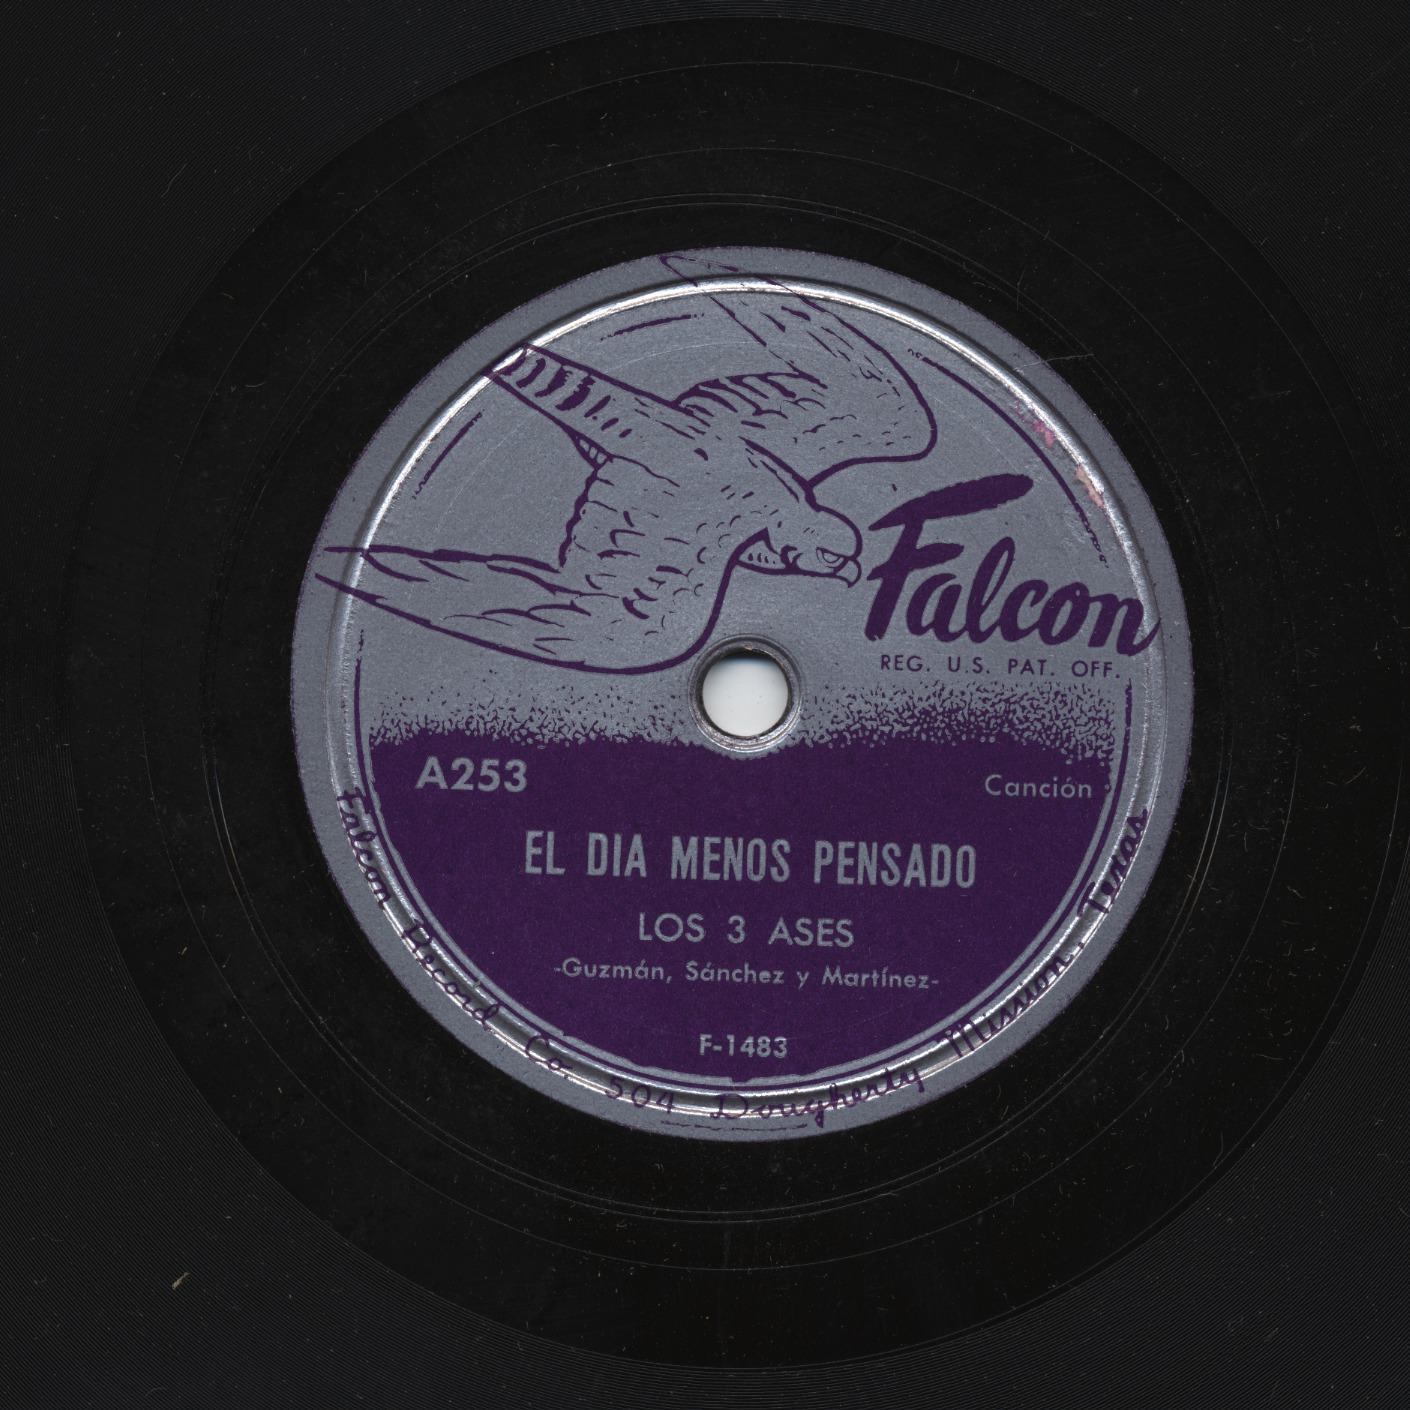 Falcon
REG. U.S. PAT. OFF.
A253
Canción
EL DIA MENOS PENSADO
LOS 3 ASES
-Guzmán, Sánchez y Martínez-
F-1483
Falcon Record Co. 504 Dougherty Mission, Texas